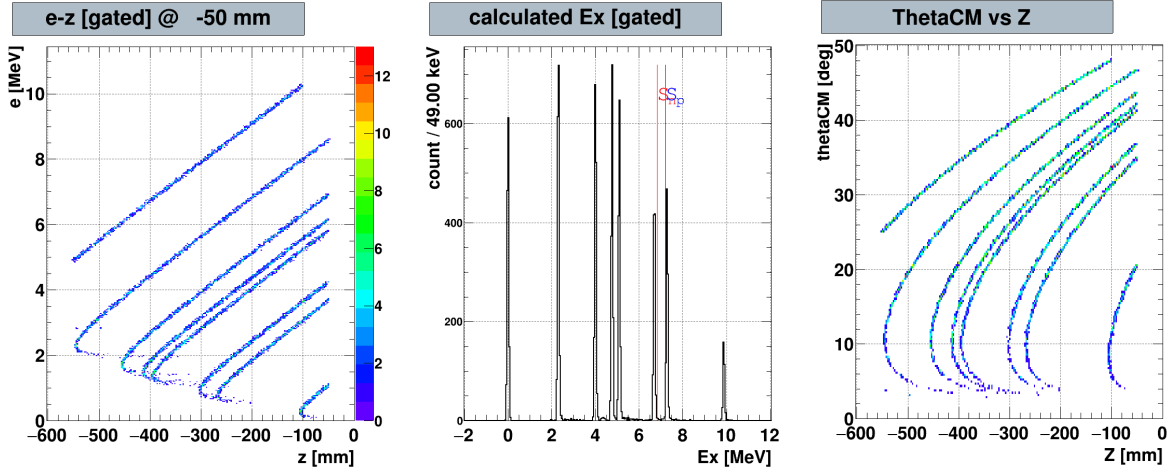 e-z [gated] @ -50 mm
e [MeV]
10
8
6
4
2
0
−600 −500 −400 −300 −200 −100 0
z [mm]
12
10
8
6
4
2
0
calculated Ex [gated]
count / 49.00 keV
600
400
200
0
−2 0 2 4 6 8 10 12
Ex [MeV]
Sn
Sp
ThetaCM vs Z
thetaCM [deg]
50
40
30
20
10
0
−600 −500 −400 −300 −200 −100 0
Z [mm]